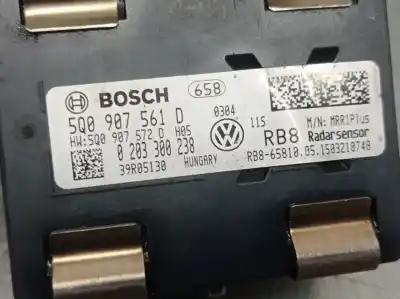 BOSCH 658
5Q0 907 561 D 0304
HW:5Q0 907 572 D H05 115 M/N: MRR1Plus
0 203 300 238 RB8 Radarsensor
39R05130 HUNGARY RB8-65810.05.1503210748